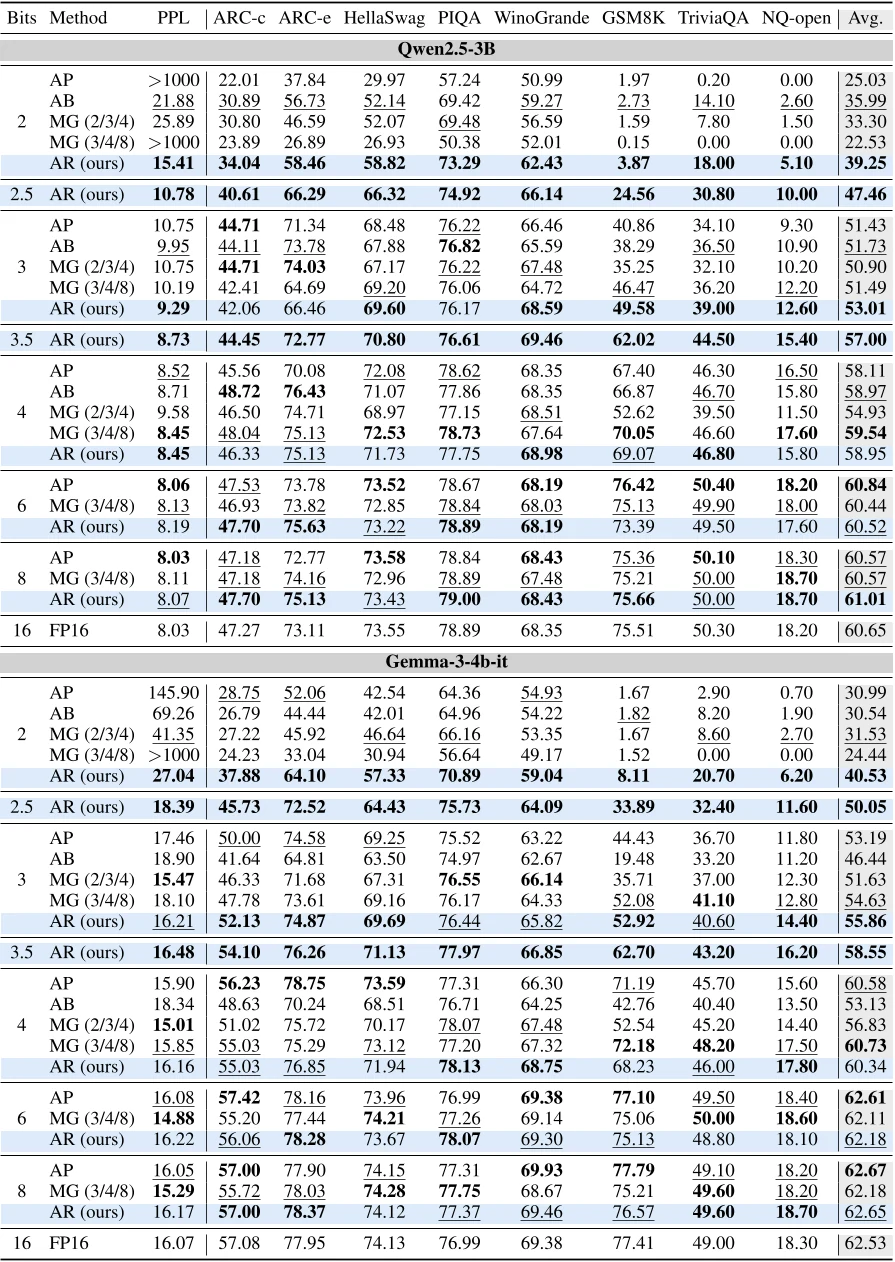 Bits Method PPL ARC-c ARC-e HellaSwag PIQA WinoGrande GSM8K TriviaQA NQ-open Avg.
Qwen2.5-3B
AP >1000 22.01 37.84 29.97 57.24 50.99 1.97 0.20 0.00 25.03
AB 21.88 30.89 56.73 52.14 69.42 59.27 2.73 14.10 2.60 35.99
2 MG (2/3/4) 25.89 30.80 46.59 52.07 69.48 56.59 1.59 7.80 1.50 33.30
MG (3/4/8) >1000 23.89 26.89 26.93 50.38 52.01 0.15 0.00 0.00 22.53
AR (ours) 15.41 34.04 58.46 58.82 73.29 62.43 3.87 18.00 5.10 39.25
2.5 AR (ours) 10.78 40.61 66.29 66.32 74.92 66.14 24.56 30.80 10.00 47.46
AP 10.75 44.71 71.34 68.48 76.22 66.46 40.86 34.10 9.30 51.43
AB 9.95 44.11 73.78 67.88 76.82 65.59 38.29 36.50 10.90 51.73
3 MG (2/3/4) 10.75 44.71 74.03 67.17 76.22 67.48 35.25 32.10 10.20 50.90
MG (3/4/8) 10.19 42.41 64.69 69.20 76.06 64.72 46.47 36.20 12.20 51.49
AR (ours) 9.29 42.06 66.46 69.60 76.17 68.59 49.58 39.00 12.60 53.01
3.5 AR (ours) 8.73 44.45 72.77 70.80 76.61 69.46 62.02 44.50 15.40 57.00
AP 8.52 45.56 70.08 72.08 78.62 68.35 67.40 46.30 16.50 58.11
AB 8.71 48.72 76.43 71.07 77.86 68.35 66.87 46.70 15.80 58.97
4 MG (2/3/4) 9.58 46.50 74.71 68.97 77.15 68.51 52.62 39.50 11.50 54.93
MG (3/4/8) 8.45 48.04 75.13 72.53 78.73 67.64 70.05 46.60 17.60 59.54
AR (ours) 8.45 46.33 75.13 71.73 77.75 68.98 69.07 46.80 15.80 58.95
AP 8.06 47.53 73.78 73.52 78.67 68.19 76.42 50.40 18.20 60.84
6 MG (3/4/8) 8.13 46.93 73.82 72.85 78.84 68.03 75.13 49.90 18.00 60.44
AR (ours) 8.19 47.70 75.63 73.22 78.89 68.19 73.39 49.50 17.60 60.52
AP 8.03 47.18 72.77 73.58 78.84 68.43 75.36 50.10 18.30 60.57
8 MG (3/4/8) 8.11 47.18 74.16 72.96 78.89 67.48 75.21 50.00 18.70 60.57
AR (ours) 8.07 47.70 75.13 73.43 79.00 68.43 75.66 50.00 18.70 61.01
16 FP16 8.03 47.27 73.11 73.55 78.89 68.35 75.51 50.30 18.20 60.65
Gemma-3-4b-it
AP 145.90 28.75 52.06 42.54 64.36 54.93 1.67 2.90 0.70 30.99
AB 69.26 26.79 44.44 42.01 64.96 54.22 1.82 8.20 1.90 30.54
2 MG (2/3/4) 41.35 27.22 45.92 46.64 66.16 53.35 1.67 8.60 2.70 31.53
MG (3/4/8) >1000 24.23 33.04 30.94 56.64 49.17 1.52 0.00 0.00 24.44
AR (ours) 27.04 37.88 64.10 57.33 70.89 59.04 8.11 20.70 6.20 40.53
2.5 AR (ours) 18.39 45.73 72.52 64.43 75.73 64.09 33.89 32.40 11.60 50.05
AP 17.46 50.00 74.58 69.25 75.52 63.22 44.43 36.70 11.80 53.19
AB 18.90 41.64 64.81 63.50 74.97 62.67 19.48 33.20 11.20 46.44
3 MG (2/3/4) 15.47 46.33 71.68 67.31 76.55 66.14 35.71 37.00 12.30 51.63
MG (3/4/8) 18.10 47.78 73.61 69.16 76.17 64.33 52.08 41.10 12.80 54.63
AR (ours) 16.21 52.13 74.87 69.69 76.44 65.82 52.92 40.60 14.40 55.86
3.5 AR (ours) 16.48 54.10 76.26 71.13 77.97 66.85 62.70 43.20 16.20 58.55
AP 15.90 56.23 78.75 73.59 77.31 66.30 71.19 45.70 15.60 60.58
AB 18.34 48.63 70.24 68.51 76.71 64.25 42.76 40.40 13.50 53.13
4 MG (2/3/4) 15.01 51.02 75.72 70.17 78.07 67.48 52.54 45.20 14.40 56.83
MG (3/4/8) 15.85 55.03 75.29 73.12 77.20 67.32 72.18 48.20 17.50 60.73
AR (ours) 16.16 55.03 76.85 71.94 78.13 68.75 68.23 46.00 17.80 60.34
AP 16.08 57.42 78.16 73.96 76.99 69.38 77.10 49.50 18.40 62.61
6 MG (3/4/8) 14.88 55.20 77.44 74.21 77.26 69.14 75.06 50.00 18.60 62.11
AR (ours) 16.22 56.06 78.28 73.67 78.07 69.30 75.13 48.80 18.10 62.18
AP 16.05 57.00 77.90 74.15 77.31 69.93 77.79 49.10 18.20 62.67
8 MG (3/4/8) 15.29 55.72 78.03 74.28 77.75 68.67 75.21 49.60 18.20 62.18
AR (ours) 16.17 57.00 78.37 74.12 77.37 69.46 76.57 49.60 18.70 62.65
16 FP16 16.07 57.08 77.95 74.13 76.99 69.38 77.41 49.00 18.30 62.53